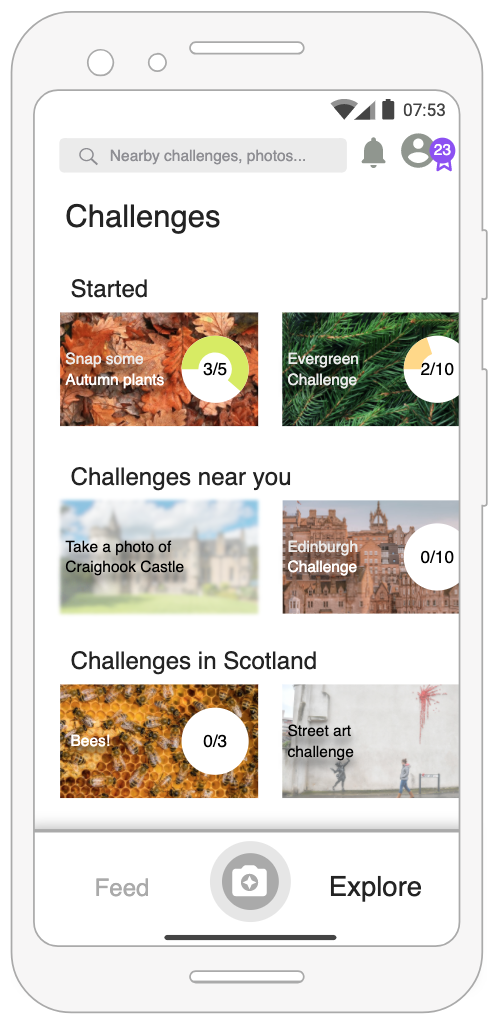 07:53
Nearby challenges, photos...
23
Challenges
Started
Snap some
Autumn plants
3/5
Evergreen
Challenge
2/10
Challenges near you
Take a photo of
Craighook Castle
Edinburgh
Challenge
0/10
Challenges in Scotland
Bees!
0/3
Street art
challenge
Feed
Explore